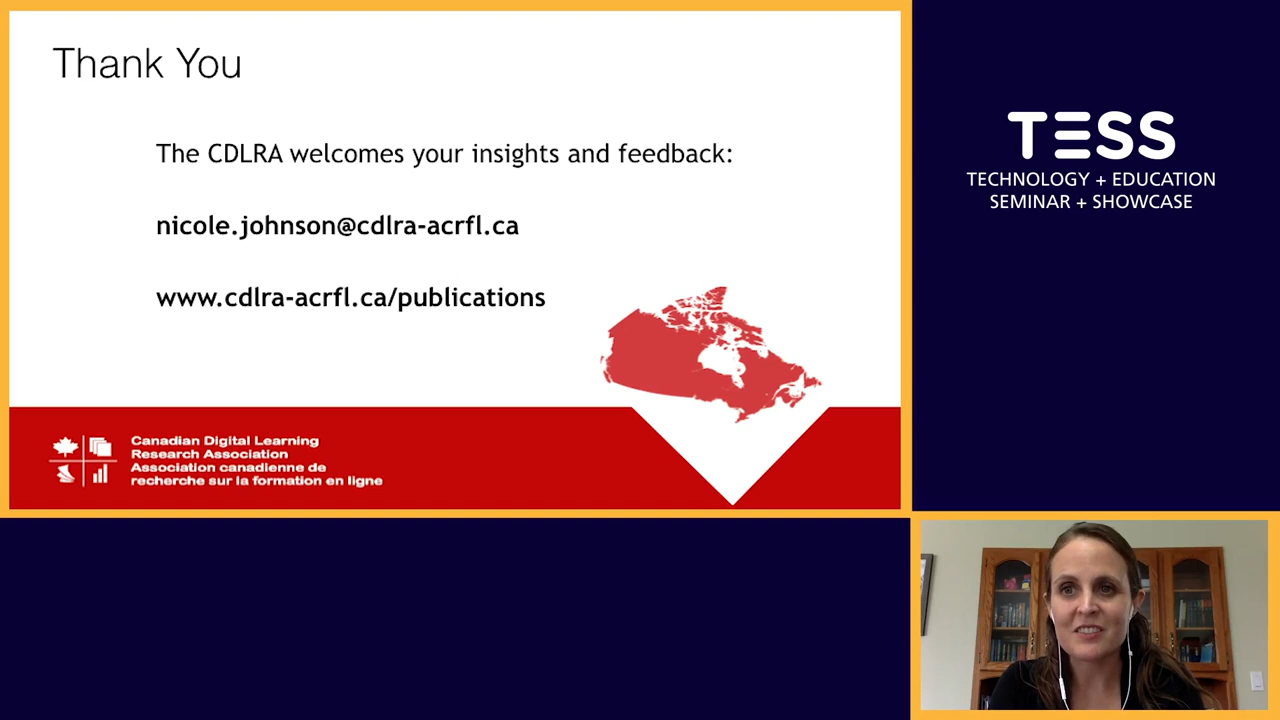 Thank You
The CDLRA welcomes your insights and feedback:
nicole.johnson@cdlra-acrfl.ca
www.cdlra-acrfl.ca/publications
Canadian Digital Learning
Research Association
Association canadienne de
recherche sur la formation en ligne
TESS
TECHNOLOGY + EDUCATION
SEMINAR + SHOWCASE